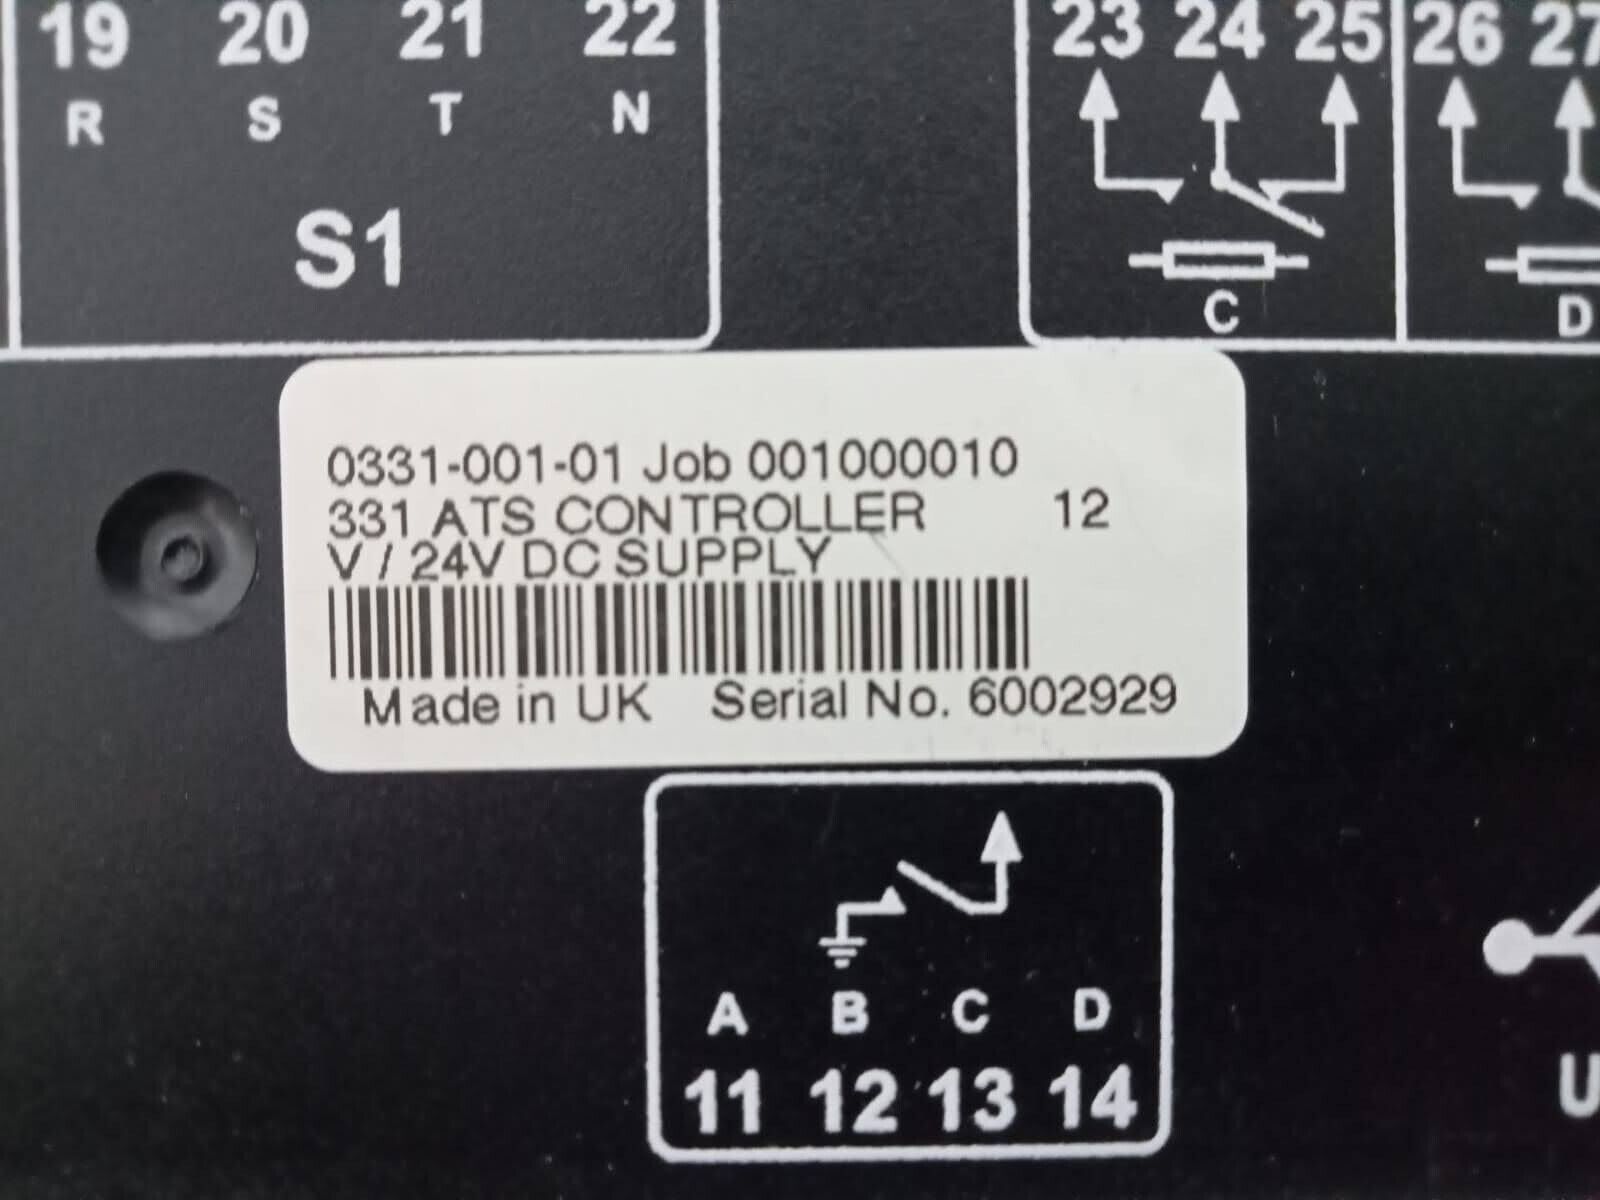 19 20 21 22 23 24 25 26 27
R S T N
S1
C D
0331-001-01 Job 001000010
331 ATS CONTROLLER 12
V / 24V DC SUPPLY
Made in UK Serial No. 6002929
A B C D
11 12 13 14